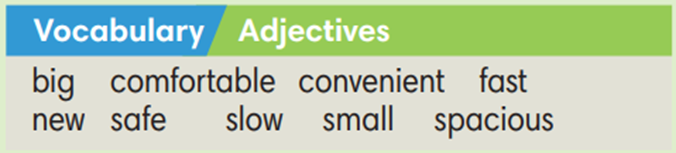 Vocabulary Adjectives
big comfortable convenient fast
new safe slow small spacious